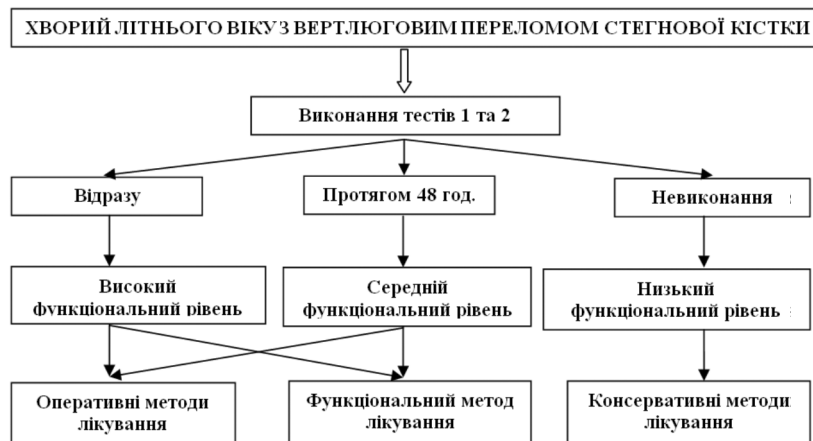 ХВОРИЙ ЛІТНЬОГО ВІКУ З ВЕРТЛЮГОВИМ ПЕРЕЛОМОМ СТЕГНОВОЇ КІСТКИ
Виконання тестів 1 та 2
Відразу
Протягом 48 год.
Невиконання
Високий
функціональний рівень
Середній
функціональний рівень
Низький
функціональний рівень
Оперативні методи
лікування
Функціональний метод
лікування
Консервативні методи
лікування